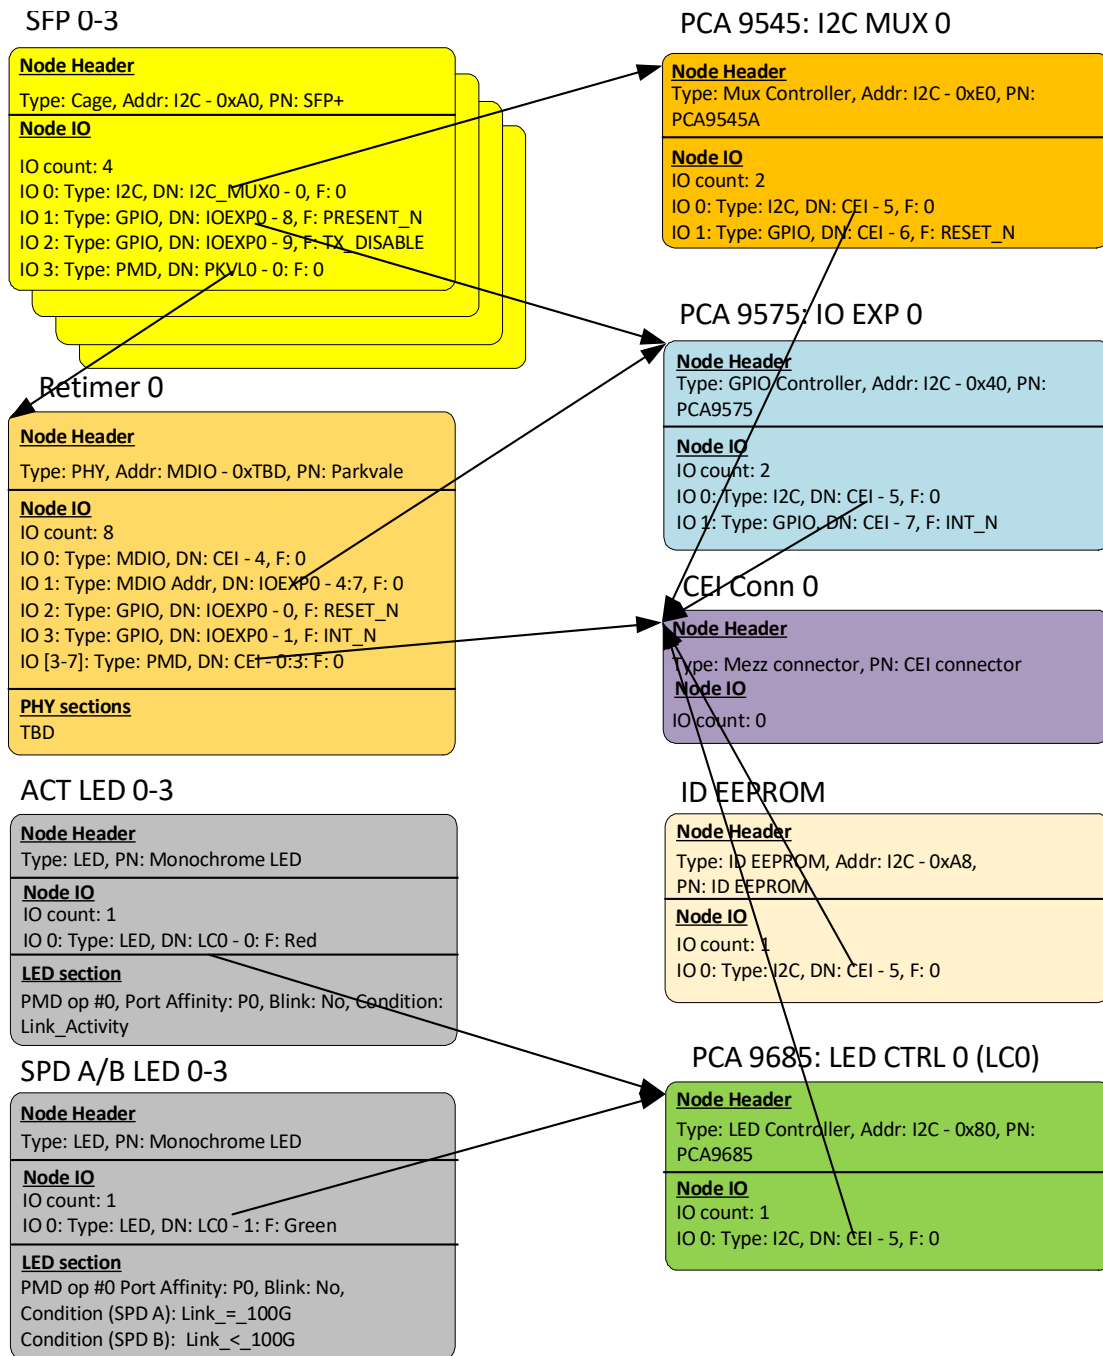 SFP 0-3
Node Header
Type: Cage, Addr: I2C - 0xA0, PN: SFP+
Node IO
IO count: 4
IO 0: Type: I2C, DN: I2C_MUX0 - 0, F: 0
IO 1: Type: GPIO, DN: IOEXP0 - 8, F: PRESENT_N
IO 2: Type: GPIO, DN: IOEXP0 - 9, F: TX_DISABLE
IO 3: Type: PMD, DN: PKVL0 - 0: F: 0
Retimer 0
Node Header
Type: PHY, Addr: MDIO - 0xTBD, PN: Parkvale
Node IO
IO count: 8
IO 0: Type: MDIO, DN: CEI - 4, F: 0
IO 1: Type: MDIO Addr, DN: IOEXP0 - 4:7, F: 0
IO 2: Type: GPIO, DN: IOEXP0 - 0, F: RESET_N
IO 3: Type: GPIO, DN: IOEXP0 - 1, F: INT_N
IO [3-7]: Type: PMD, DN: CEI - 0:3: F: 0
PHY sections
TBD
ACT LED 0-3
Node Header
Type: LED, PN: Monochrome LED
Node IO
IO count: 1
IO 0: Type: LED, DN: LC0 - 0: F: Red
LED section
PMD op #0, Port Affinity: P0, Blink: No, Condition:
Link_Activity
SPD A/B LED 0-3
Node Header
Type: LED, PN: Monochrome LED
Node IO
IO count: 1
IO 0: Type: LED, DN: LC0 - 1: F: Green
LED section
PMD op #0 Port Affinity: P0, Blink: No,
Condition (SPD A): Link_=_100G
Condition (SPD B): Link_<_100G
PCA 9545: I2C MUX 0
Node Header
Type: Mux Controller, Addr: I2C - 0xE0, PN:
PCA9545A
Node IO
IO count: 2
IO 0: Type: I2C, DN: CEI - 5, F: 0
IO 1: Type: GPIO, DN: CEI - 6, F: RESET_N
PCA 9575: IO EXP 0
Node Header
Type: GPIO Controller, Addr: I2C - 0x40, PN:
PCA9575
Node IO
IO count: 2
IO 0: Type: I2C, DN: CEI - 5, F: 0
IO 1: Type: GPIO, DN: CEI - 7, F: INT_N
CEI Conn 0
Node Header
Type: Mezz connector, PN: CEI connector
Node IO
IO count: 0
ID EEPROM
Node Header
Type: ID EEPROM, Addr: I2C - 0xA8,
PN: ID EEPROM
Node IO
IO count: 1
IO 0: Type: I2C, DN: CEI - 5, F: 0
PCA 9685: LED CTRL 0 (LC0)
Node Header
Type: LED Controller, Addr: I2C - 0x80, PN:
PCA9685
Node IO
IO count: 1
IO 0: Type: I2C, DN: CEI - 5, F: 0